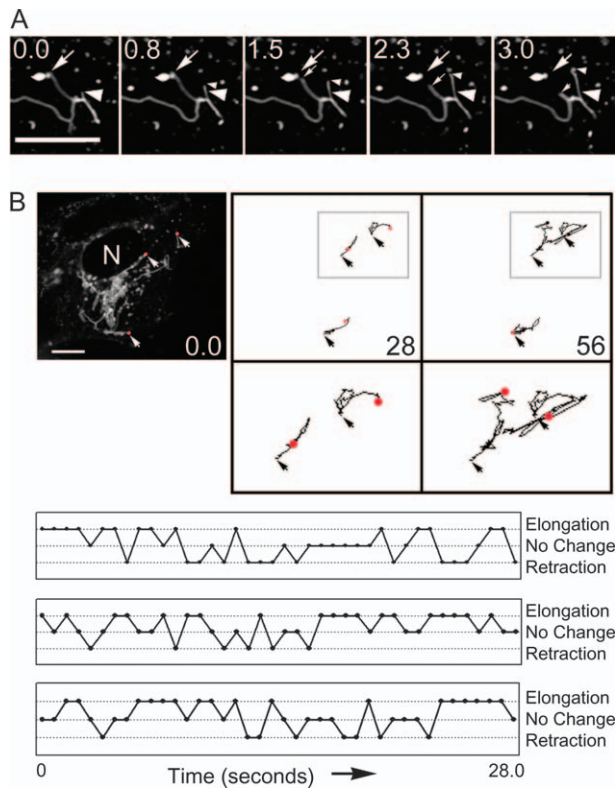 A
0.0 0.8 1.5 2.3 3.0
B
N
0.0 28 56
Elongation
No Change
Retraction
Elongation
No Change
Retraction
Elongation
No Change
Retraction
0 Time (seconds) 28.0